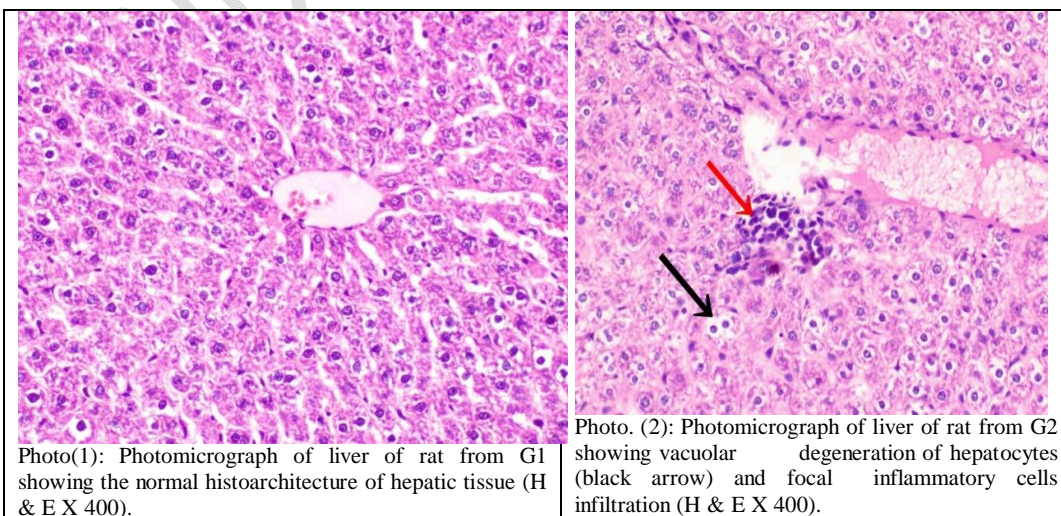 Photo(1): Photomicrograph of liver of rat from G1
showing the normal histoarchitecture of hepatic tissue (H
& E X 400).
Photo. (2): Photomicrograph of liver of rat from G2
showing vacuolar degeneration of hepatocytes
(black arrow) and focal inflammatory cells
infiltration (H & E X 400).